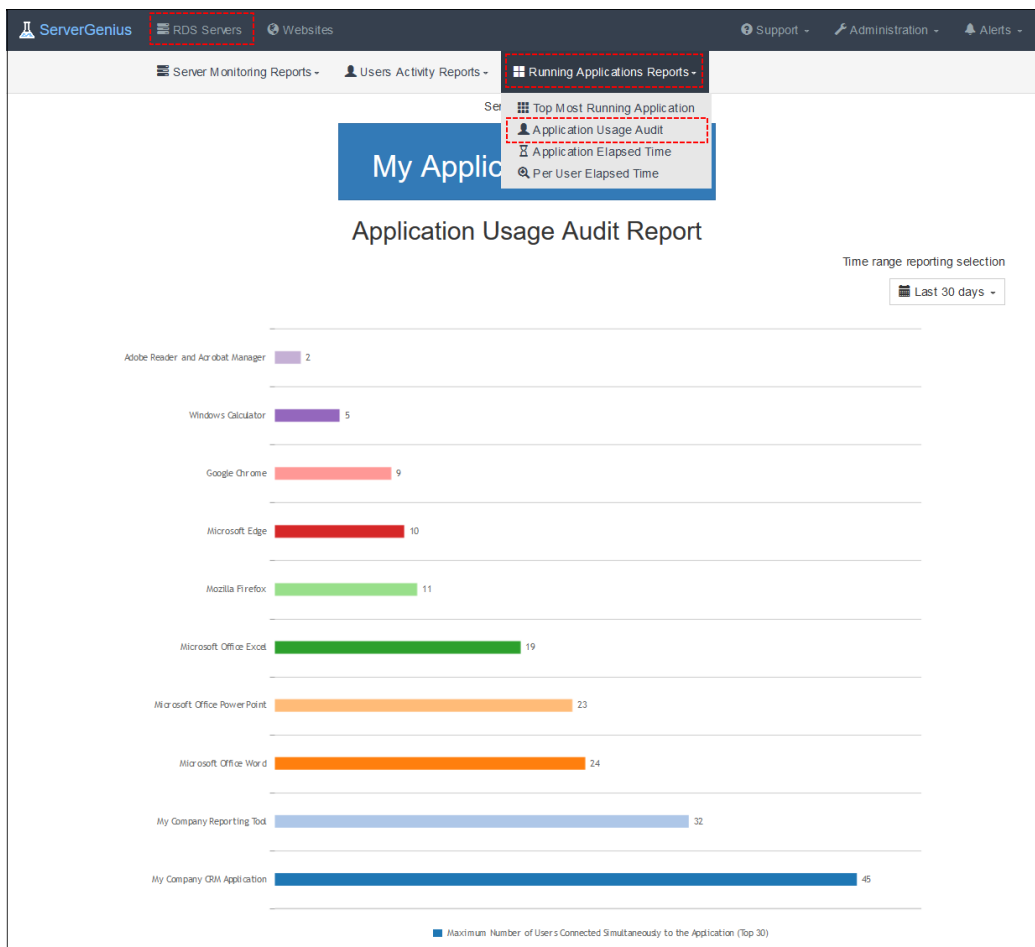 ServerGenius RDS Servers Websites Support Administration Alerts
Server Monitoring Reports Users Activity Reports Running Applications Reports
Top Most Running Application
Application Usage Audit
Application Elapsed Time
Per User Elapsed Time
My Applic
Application Usage Audit Report
Time range reporting selection
Last 30 days
Adobe Reader and Acrobat Manager 2
Windows Calculator 5
Google Chrome 9
Microsoft Edge 10
Mozilla Firefox 11
Microsoft Office Excel 19
Microsoft Office PowerPoint 23
Microsoft Office Word 24
My Company Reporting Tool 32
My Company CRM Application 45
Maximum Number of Users Connected Simultaneously to the Application (Top 30)